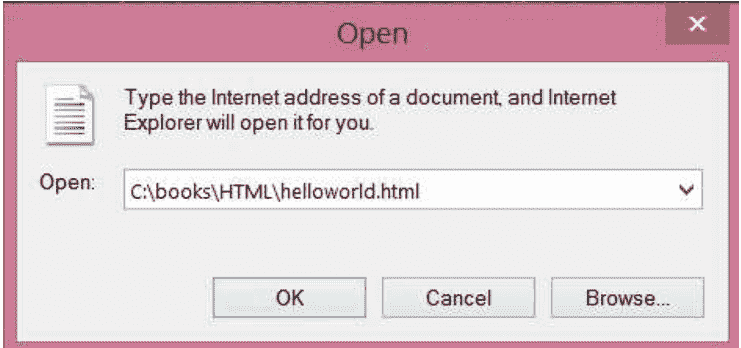 Open
Type the Internet address of a document, and Internet
Explorer will open it for you.
Open:
C:\books\HTML\helloworld.html
OK
Cancel
Browse...